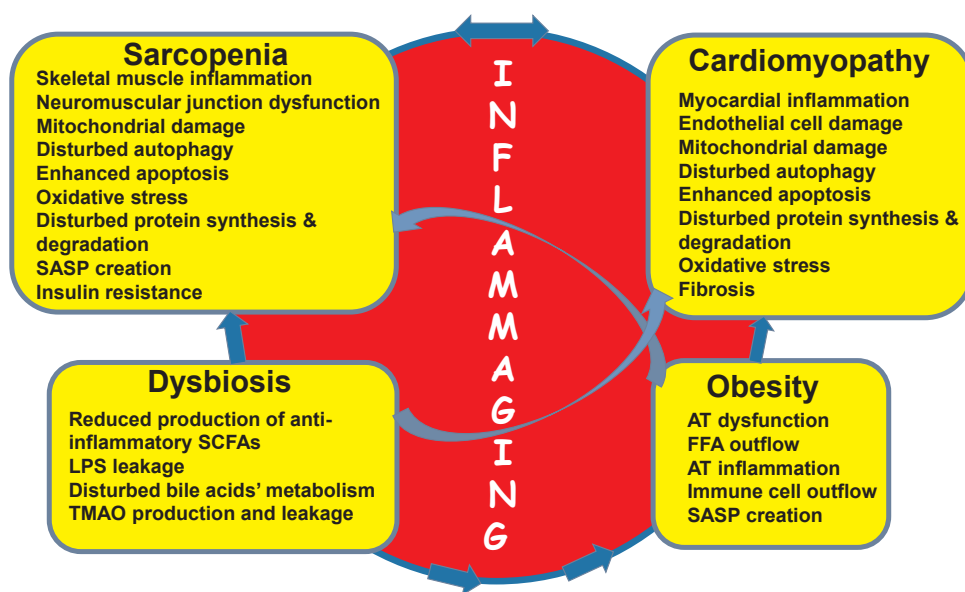 Sarcopenia
Skeletal muscle inflammation
Neuromuscular junction dysfunction
Mitochondrial damage
Disturbed autophagy
Enhanced apoptosis
Oxidative stress
Disturbed protein synthesis &
degradation
SASP creation
Insulin resistance
INFLAMMAGING
Cardiomyopathy
Myocardial inflammation
Endothelial cell damage
Mitochondrial damage
Disturbed autophagy
Enhanced apoptosis
Disturbed protein synthesis &
degradation
Oxidative stress
Fibrosis
Dysbiosis
Reduced production of anti-
inflammatory SCFAs
LPS leakage
Disturbed bile acids’ metabolism
TMAO production and leakage
Obesity
AT dysfunction
FFA outflow
AT inflammation
Immune cell outflow
SASP creation